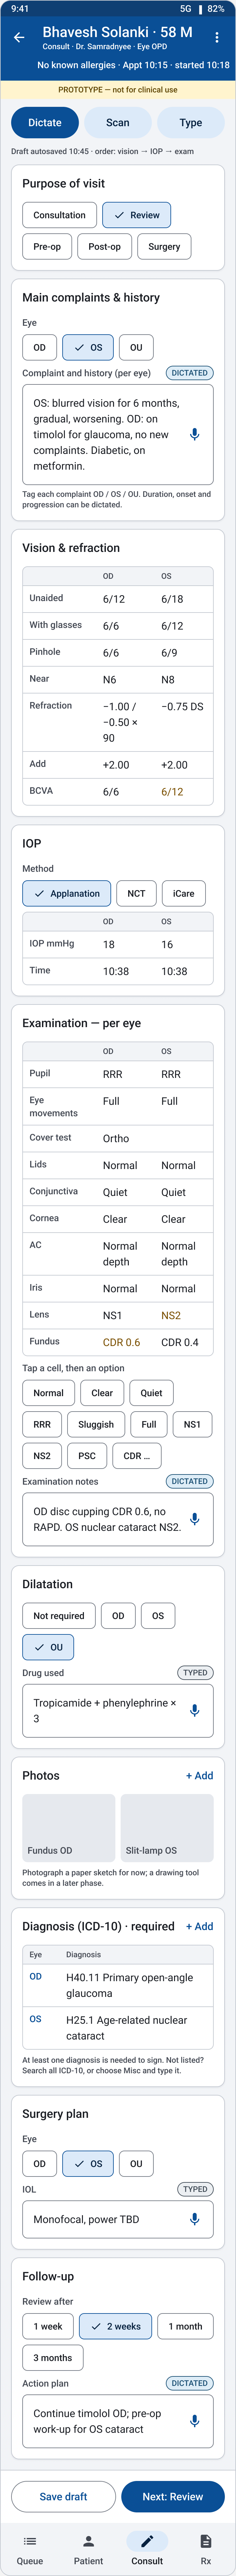 9:41 5G 82%
Bhavesh Solanki · 58 M
Consult · Dr. Samradnyee · Eye OPD
No known allergies · Appt 10:15 · started 10:18
PROTOTYPE — not for clinical use
Dictate Scan Type
Draft autosaved 10:45 · order: vision → IOP → exam
Purpose of visit
Consultation Review
Pre-op Post-op Surgery
Main complaints & history
Eye
OD OS OU
Complaint and history (per eye) DICTATED
OS: blurred vision for 6 months,
gradual, worsening. OD: on
timolol for glaucoma, no new
complaints. Diabetic, on
metformin.
Tag each complaint OD / OS / OU. Duration, onset and
progression can be dictated.
Vision & refraction
OD OS
Unaided 6/12 6/18
With glasses 6/6 6/12
Pinhole 6/6 6/9
Near N6 N8
Refraction −1.00 / −0.75 DS
−0.50 ×
90
Add +2.00 +2.00
BCVA 6/6 6/12
IOP
Method
Applanation NCT iCare
OD OS
IOP mmHg 18 16
Time 10:38 10:38
Examination — per eye
OD OS
Pupil RRR RRR
Eye Full Full
movements
Cover test Ortho
Lids Normal Normal
Conjunctiva Quiet Quiet
Cornea Clear Clear
AC Normal Normal
depth depth
Iris Normal Normal
Lens NS1 NS2
Fundus CDR 0.6 CDR 0.4
Tap a cell, then an option
Normal Clear Quiet
RRR Sluggish Full NS1
NS2 PSC CDR ...
Examination notes DICTATED
OD disc cupping CDR 0.6, no
RAPD. OS nuclear cataract NS2.
Dilatation
Not required OD OS
OU
Drug used TYPED
Tropicamide + phenylephrine ×
3
Photos + Add
Fundus OD Slit-lamp OS
Photograph a paper sketch for now; a drawing tool
comes in a later phase.
Diagnosis (ICD-10) · required + Add
Eye Diagnosis
OD H40.11 Primary open-angle
glaucoma
OS H25.1 Age-related nuclear
cataract
At least one diagnosis is needed to sign. Not listed?
Search all ICD-10, or choose Misc and type it.
Surgery plan
Eye
OD OS OU
IOL TYPED
Monofocal, power TBD
Follow-up
Review after
1 week 2 weeks 1 month
3 months
Action plan DICTATED
Continue timolol OD; pre-op
work-up for OS cataract
Save draft Next: Review
Queue Patient Consult Rx